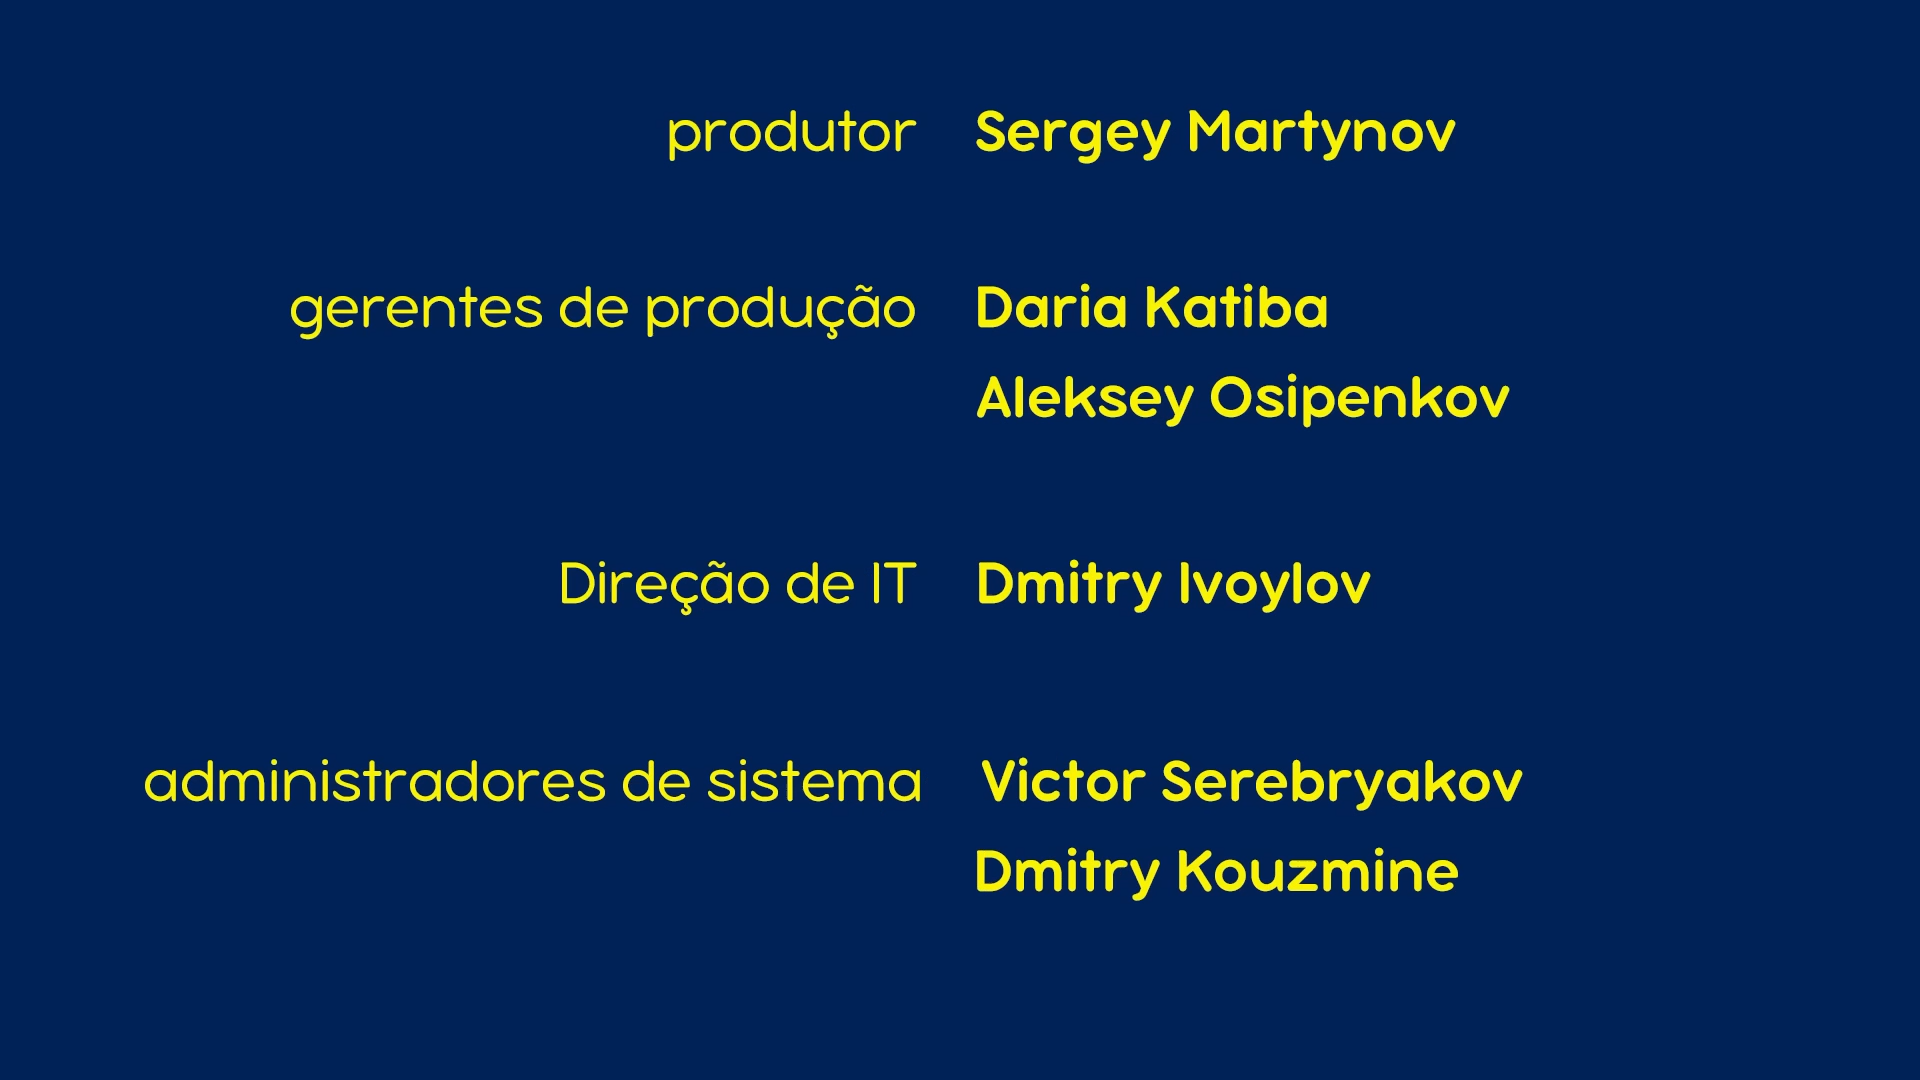 produtor Sergey Martynov
gerentes de produção Daria Katiba
Aleksey Osipenkov
Direção de IT Dmitry Ivoylov
administradores de sistema Victor Serebryakov
Dmitry Kouzmine